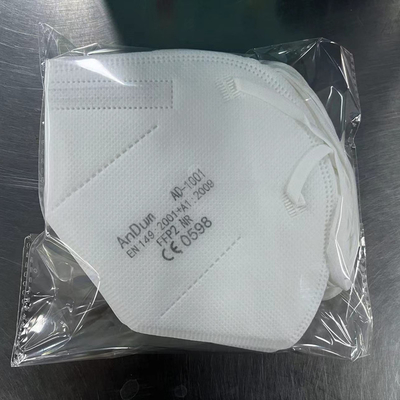 AnDum AD-1001
EN 149:2001+A1:2009
FFP2 NR
CE 0598